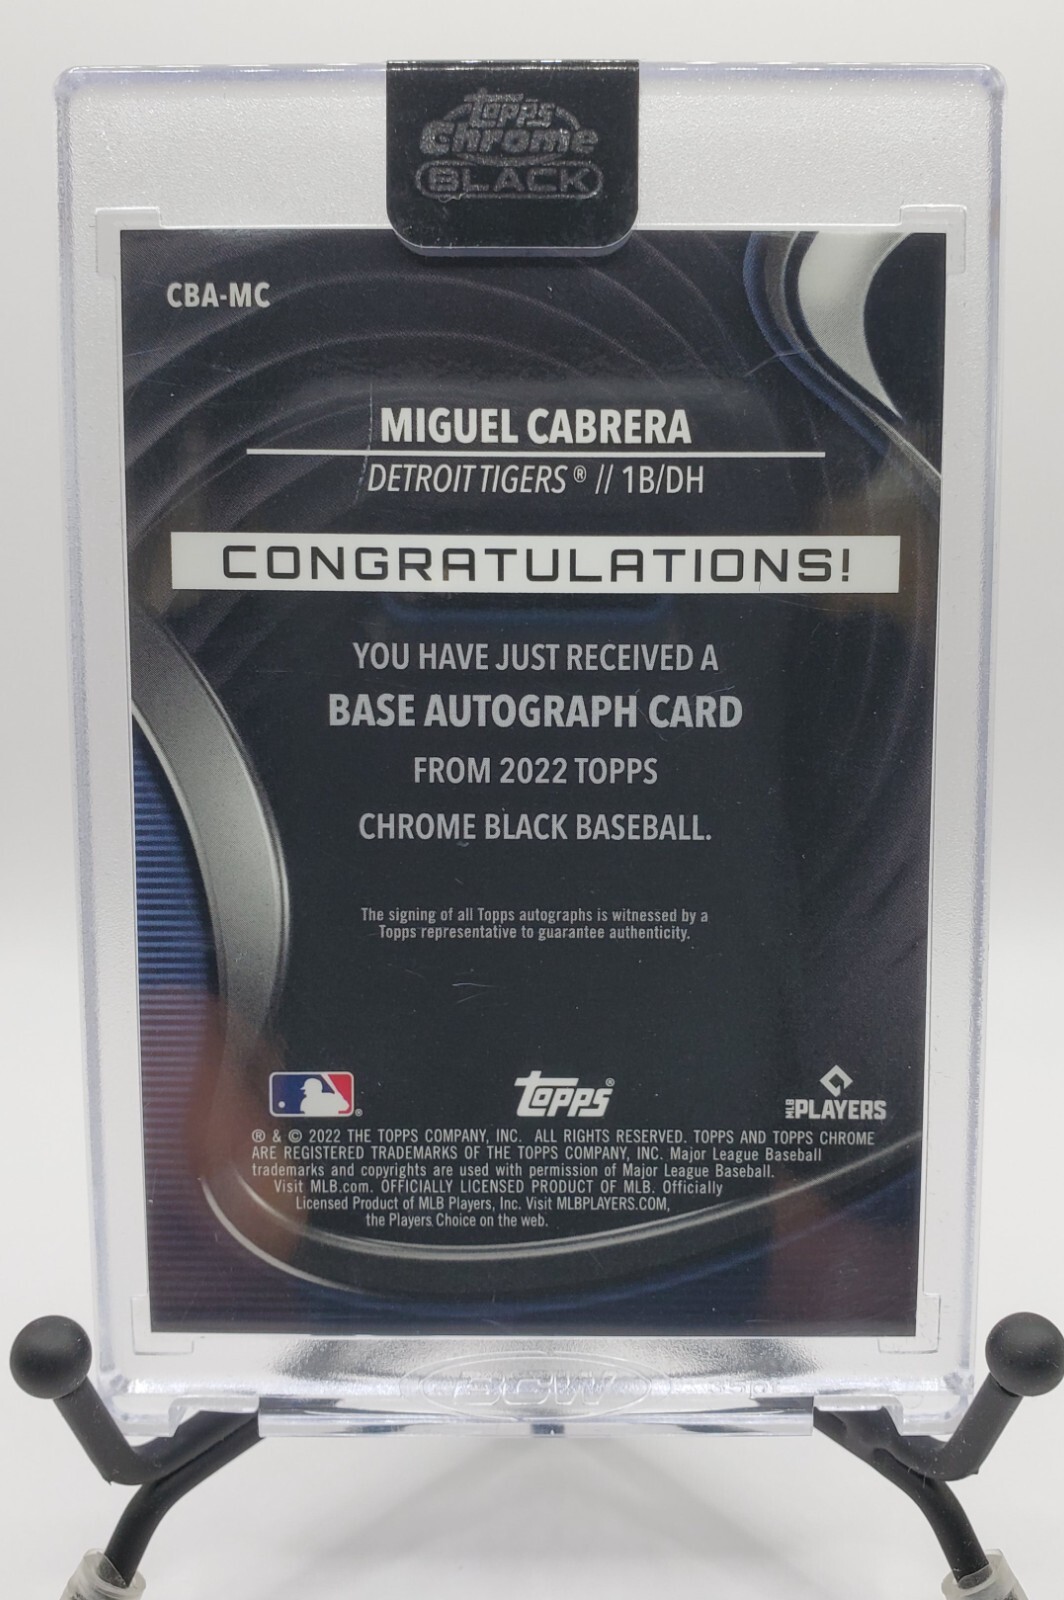 Topps
Chrome
BLACK
CBA-MC
MIGUEL CABRERA
DETROIT TIGERS® // 1B/DH
CONGRATULATIONS!
YOU HAVE JUST RECEIVED A
BASE AUTOGRAPH CARD
FROM 2022 TOPPS
CHROME BLACK BASEBALL.
The signing of all Topps autographs is witnessed by a
Topps representative to guarantee authenticity.
® Topps® MLB PLAYERS
® & © 2022 THE TOPPS COMPANY, INC. ALL RIGHTS RESERVED. TOPPS AND TOPPS CHROME
ARE REGISTERED TRADEMARKS OF THE TOPPS COMPANY, INC. Major League Baseball
trademarks and copyrights are used with permission of Major League Baseball.
Visit MLB.com. OFFICIALLY LICENSED PRODUCT OF MLB. Officially
Licensed Product of MLB Players, Inc. Visit MLBPLAYERS.COM,
the Players Choice on the web.
BCW